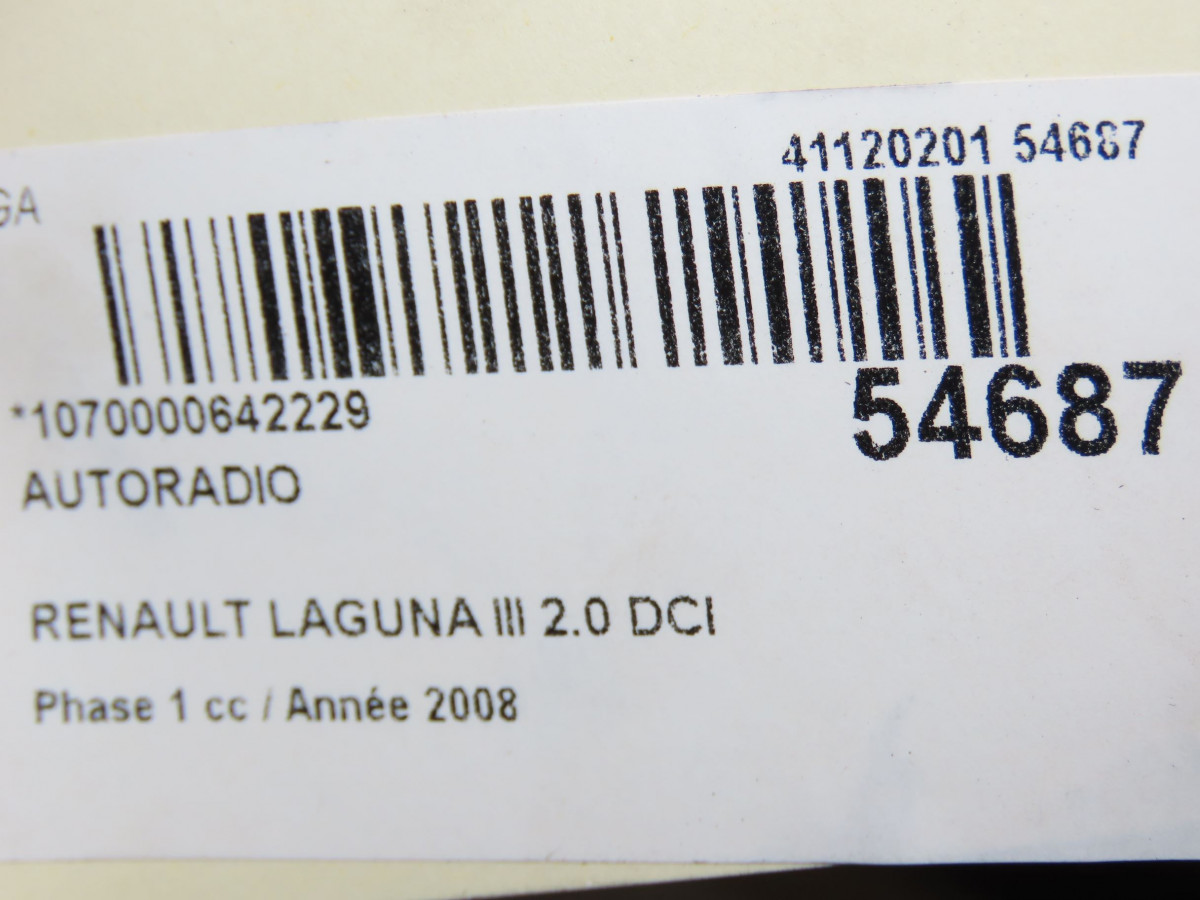 41120201 54687
GA
*1070000642229
54687
AUTORADIO
RENAULT LAGUNA III 2.0 DCI
Phase 1 cc / Année 2008